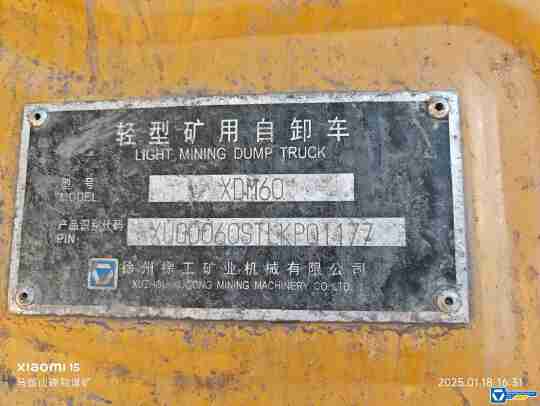 轻型矿用自卸车
LIGHT MINING DUMP TRUCK
型号
MODEL
XDM60
产品识别代码
PIN
徐州徐工矿业机械有限公司
XUZHOU XUGONG MINING MACHINERY CO.,LTD.
xiaomi 15
2025.01.18 16:31